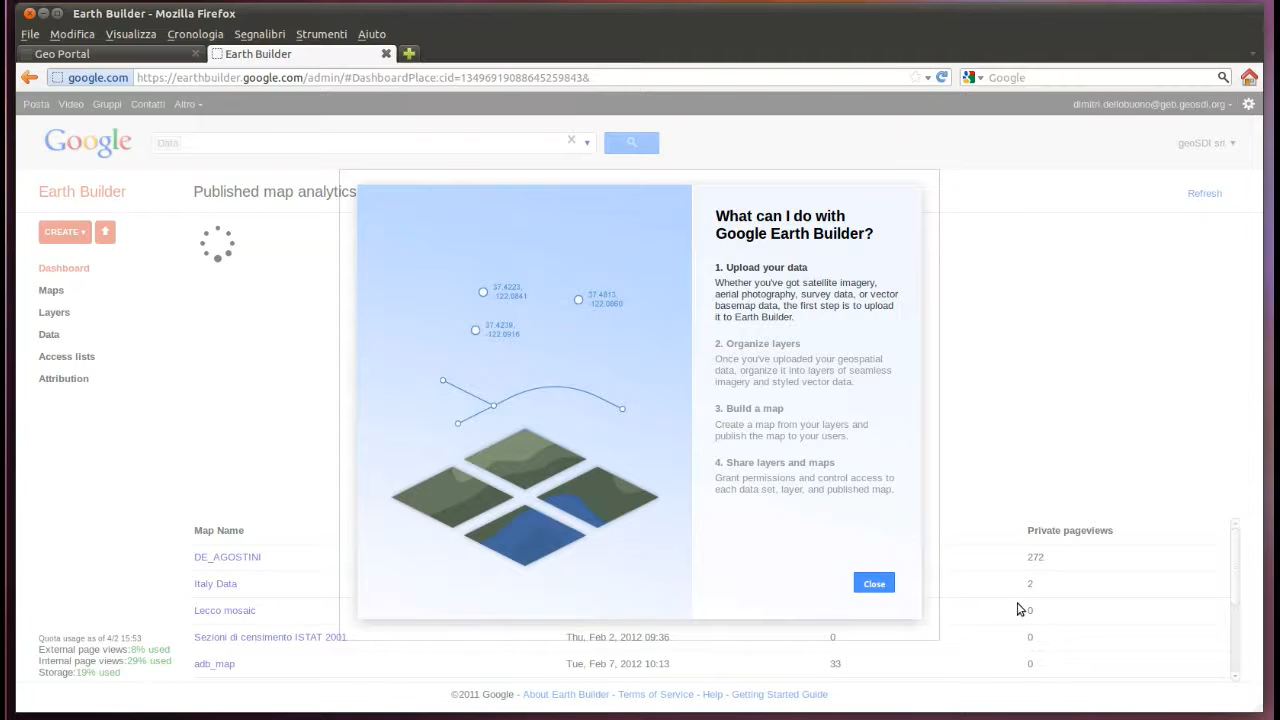 Earth Builder - Mozilla Firefox
File Modifica Visualizza Cronologia Segnalibri Strumenti Aiuto
Geo Portal Earth Builder
google.com https://earthbuilder.google.com/admin/#DashboardPlace:cid=13496919088645259843& Google
Posta Video Gruppi Contatti Altro dimitri.dellobuono@geb.geosdi.org
Google Data geoSDI srl
Earth Builder Published map analytics Refresh
CREATE
Dashboard
Maps
Layers
Data
Access lists
Attribution
37.4223,
-122.0841
37.4813,
-122.0860
37.4239,
-122.0916
What can I do with
Google Earth Builder?
1. Upload your data
Whether you've got satellite imagery,
aerial photography, survey data, or vector
basemap data, the first step is to upload
it to Earth Builder.
2. Organize layers
Once you've uploaded your geospatial
data, organize it into layers of seamless
imagery and styled vector data.
3. Build a map
Create a map from your layers and
publish the map to your users.
4. Share layers and maps
Grant permissions and control access to
each data set, layer, and published map.
Close
Map Name Private pageviews
DE_AGOSTINI 272
Italy Data 2
Lecco mosaic 0
Sezioni di censimento ISTAT 2001 Thu, Feb 2, 2012 09:36 0 0
adb_map Tue, Feb 7, 2012 10:13 33 0
Quota usage as of 4/2 15:53
External page views:8% used
Internal page views:29% used
Storage:19% used
©2011 Google - About Earth Builder - Terms of Service - Help - Getting Started Guide